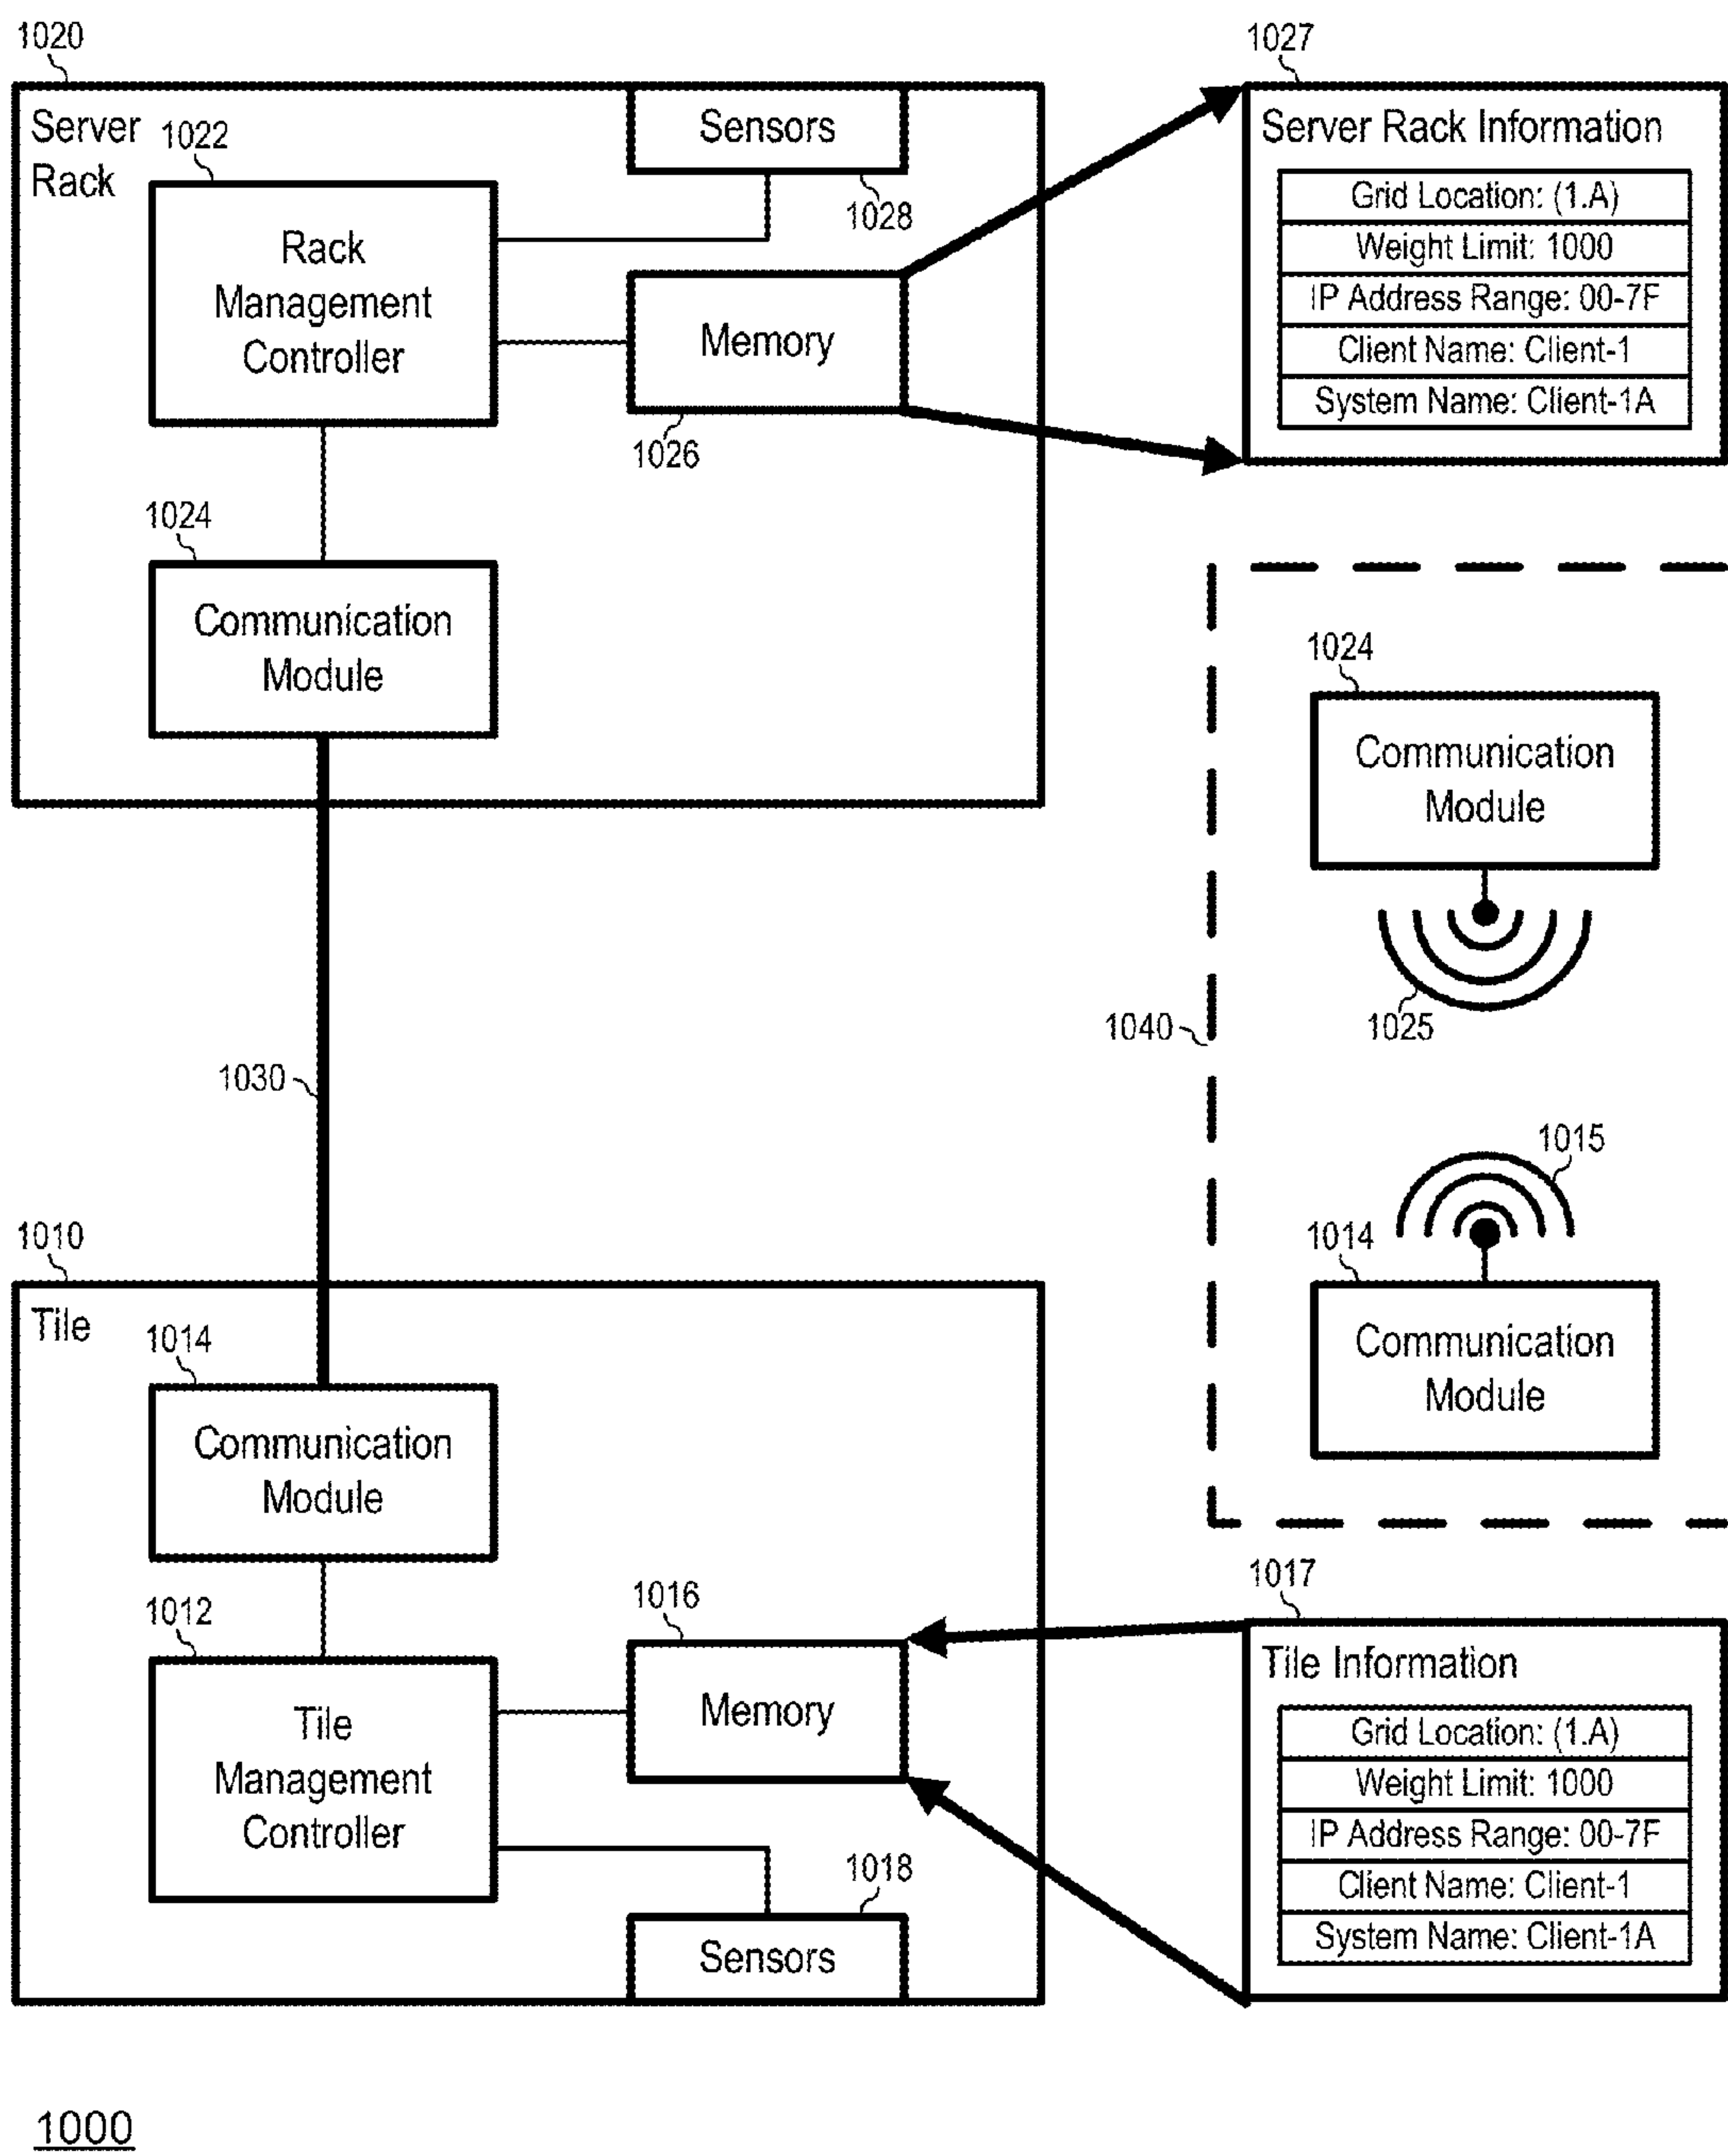 1020
Server
Rack
1022
Rack
Management
Controller
Sensors
1028
Memory
1026
1024
Communication
Module
1027
Server Rack Information
Grid Location: (1.A)
Weight Limit: 1000
IP Address Range: 00-7F
Client Name: Client-1
System Name: Client-1A
1030
1040
1024
Communication
Module
1025
1015
1014
Communication
Module
1010
Tile
1014
Communication
Module
1012
Tile
Management
Controller
1016
Memory
1018
Sensors
1017
Tile Information
Grid Location: (1.A)
Weight Limit: 1000
IP Address Range: 00-7F
Client Name: Client-1
System Name: Client-1A
1000